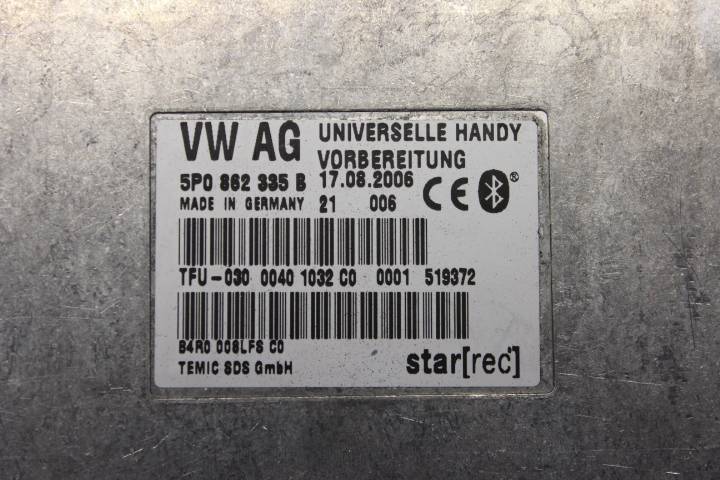 VW AG UNIVERSELLE HANDY
VORBEREITUNG
5P0 862 335 B 17.08.2006 CE ®
MADE IN GERMANY 21 006
TFU-030 0040 1032 C0 0001 519372
B4R0 008LFS C0
TEMIC SDS GmbH star[rec]